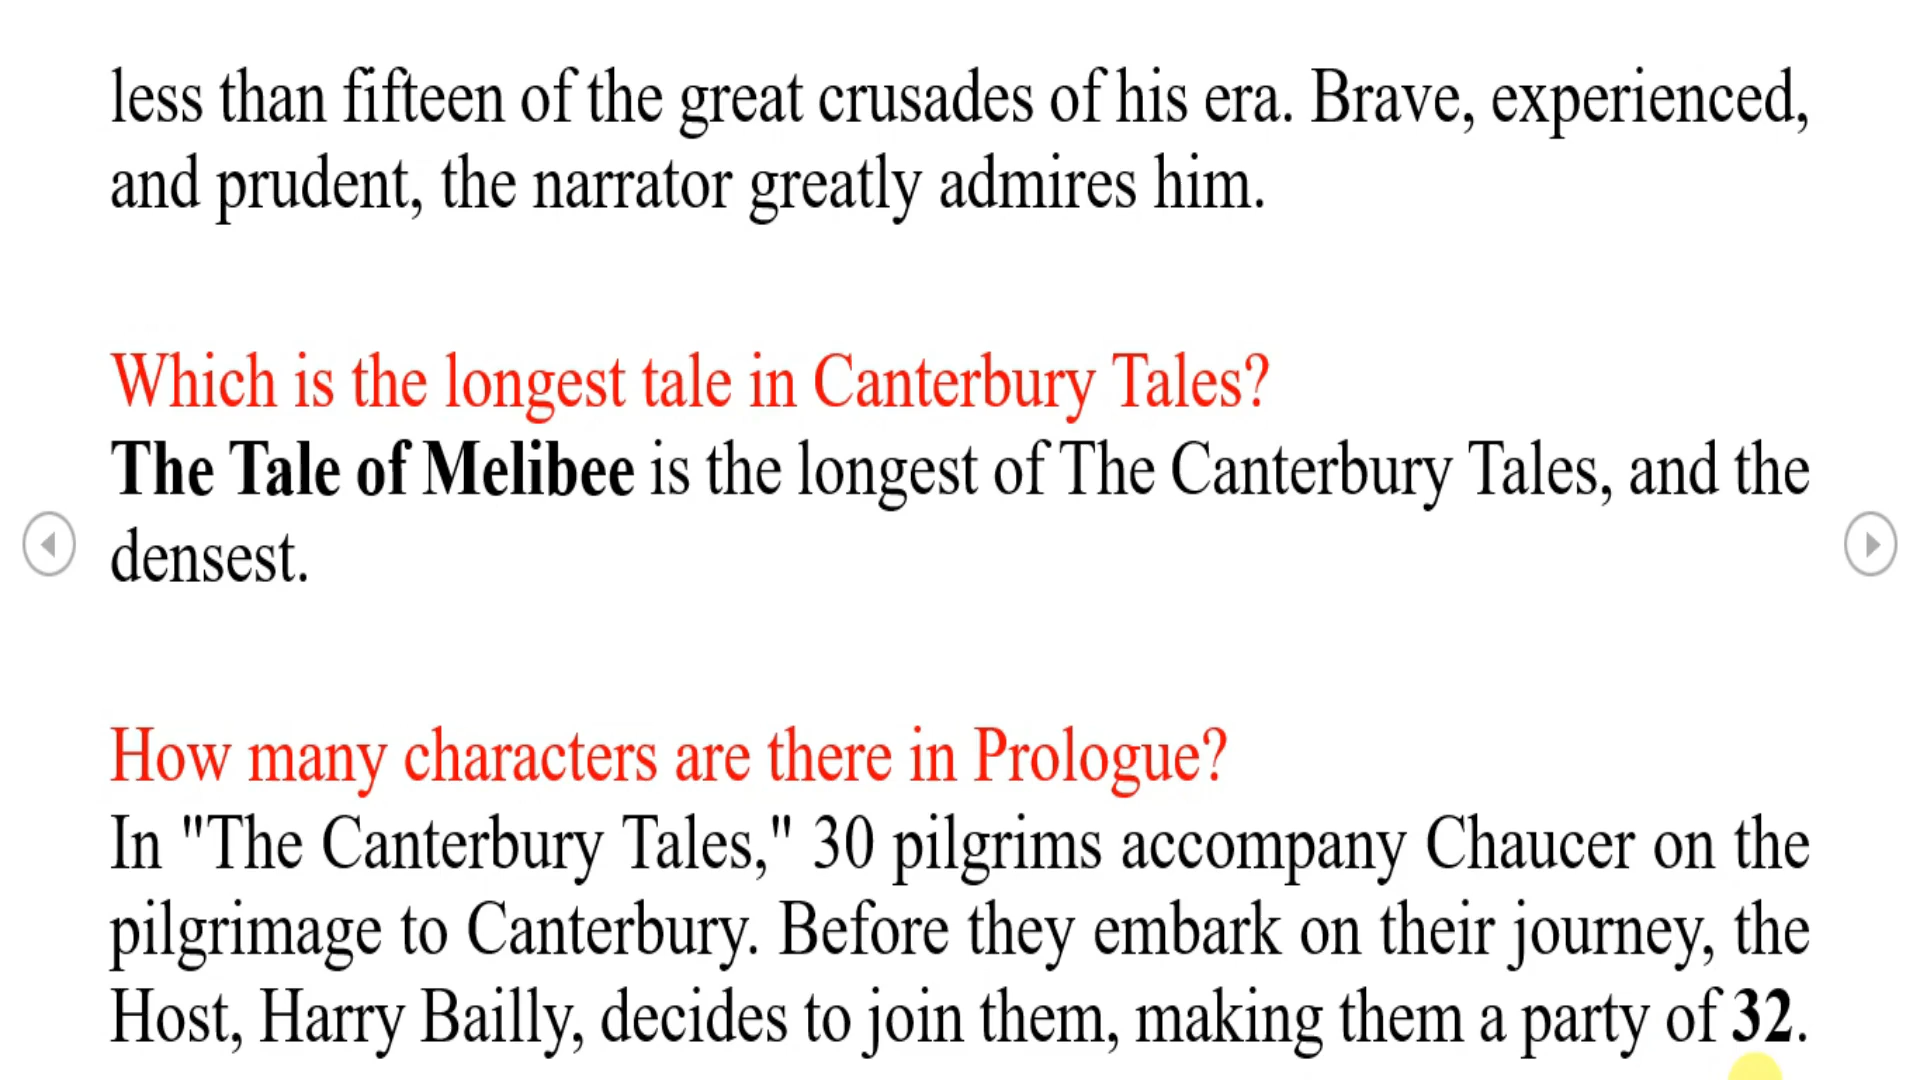 less than fifteen of the great crusades of his era. Brave, experienced,
and prudent, the narrator greatly admires him.
Which is the longest tale in Canterbury Tales?
The Tale of Melibee is the longest of The Canterbury Tales, and the
densest.
How many characters are there in Prologue?
In "The Canterbury Tales," 30 pilgrims accompany Chaucer on the
pilgrimage to Canterbury. Before they embark on their journey, the
Host, Harry Bailly, decides to join them, making them a party of 32.